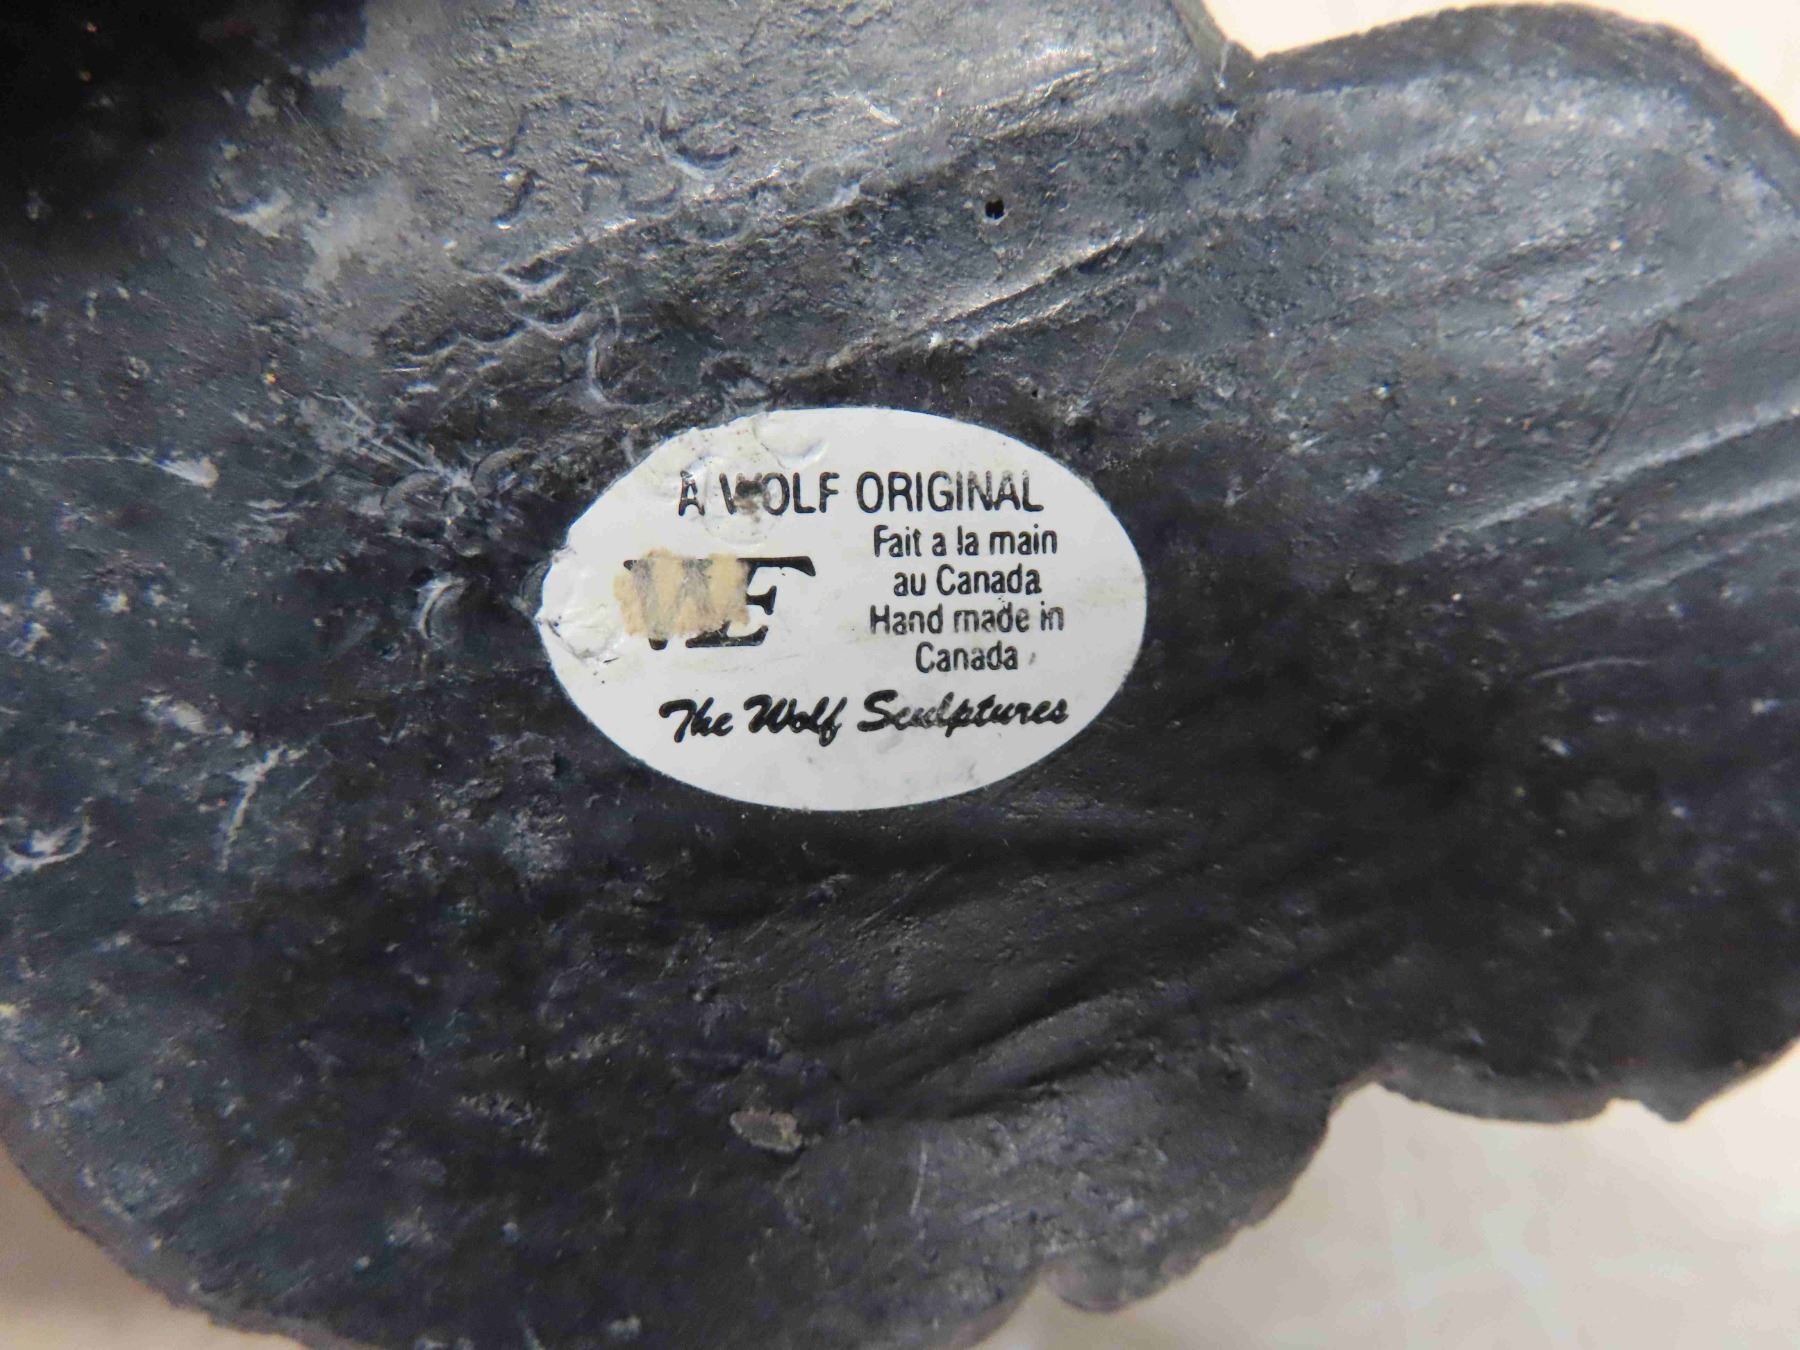 A WOLF ORIGINAL
Fait a la main
au Canada
Hand made in
Canada
The Wolf Sculptures